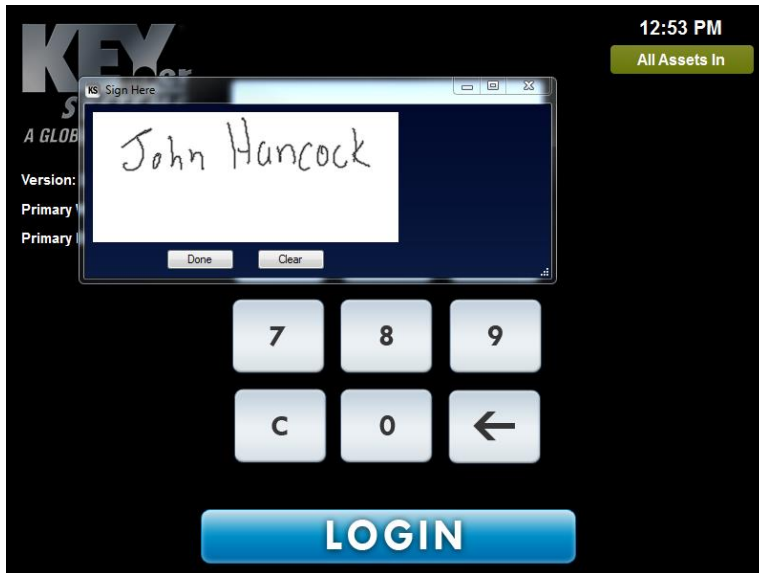 12:53 PM
All Assets In
KEY
KS Sign Here
A GLOB
John Hancock
Version:
Primary
Primary
Done Clear
7 8 9
C 0 ←
LOGIN